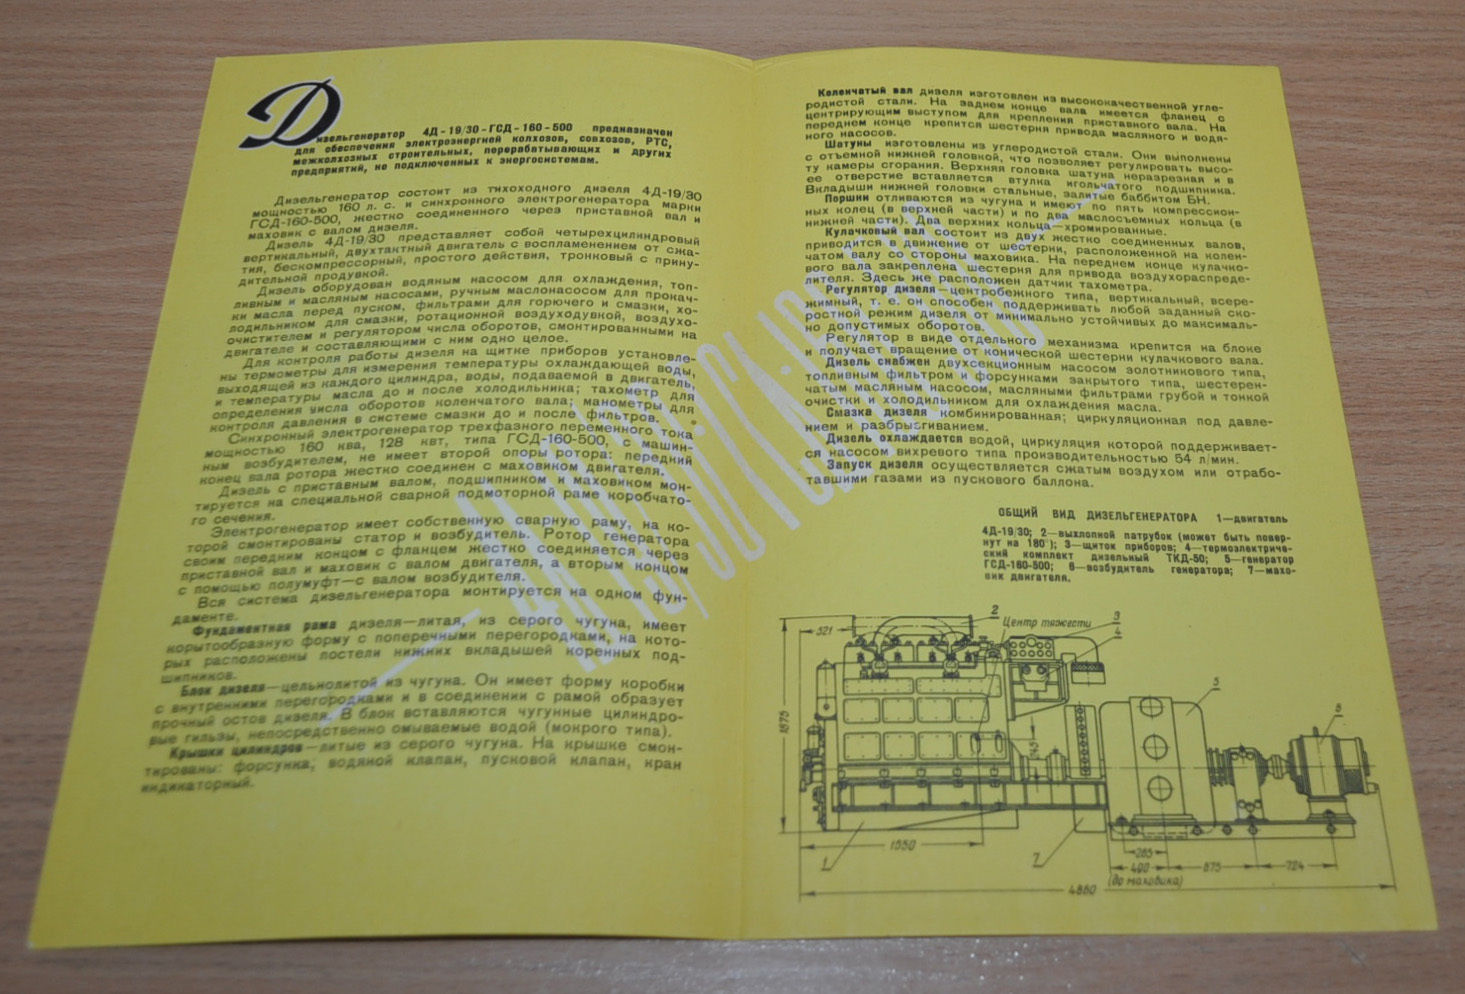 Дизельгенератор 4Д-19/30-ГСД-160-500 предназначен
для обеспечения электроэнергией колхозов, совхозов, РТС,
межколхозных строительных, перерабатывающих и других
предприятий, не подключенных к энергосистемам.
Дизельгенератор состоит из тихоходного дизеля 4Д-19/30
мощностью 160 л. с. и синхронного электрогенератора марки
ГСД-160-500, жестко соединенного через приставной вал и
маховик с валом дизеля.
Дизель 4Д-19/30 представляет собой четырехцилиндровый
вертикальный, двухтактный двигатель с воспламенением от сжа-
тия, бескомпрессорный, простого действия, тронковый с прину-
дительной продувкой.
Дизель оборудован водяным насосом для охлаждения, топ-
ливным и масляным насосами, ручным маслонасосом для прокач-
ки масла перед пуском, фильтрами для горючего и смазки, хо-
лодильником для смазки, ротационной воздуходувкой, воздухо-
очистителем и регулятором числа оборотов, смонтированными на
двигателе и составляющими с ним одно целое.
Для контроля работы дизеля на щитке приборов установле-
ны термометры для измерения температуры охлаждающей воды,
выходящей из каждого цилиндра, воды, подаваемой в двигатель,
и температуры масла до и после холодильника; тахометр для
определения числа оборотов коленчатого вала; манометры для
контроля давления в системе смазки до и после фильтров.
Синхронный электрогенератор трехфазного переменного тока
мощностью 160 ква, 128 квт, типа ГСД-160-500, с машин-
ным возбудителем, не имеет второй опоры ротора: передний
конец вала ротора жестко соединен с маховиком двигателя.
Дизель с приставным валом, подшипником и маховиком мон-
тируется на специальной сварной подмоторной раме коробчато-
го сечения.
Электрогенератор имеет собственную сварную раму, на ко-
торой смонтированы статор и возбудитель. Ротор генератора
своим передним концом с фланцем жестко соединяется через
приставной вал и маховик с валом двигателя, а вторым концом
с помощью полумуфт—с валом возбудителя.
Вся система дизельгенератора монтируется на одном фун-
даменте.
Фундаментная рама дизеля—литая, из серого чугуна, имеет
корытообразную форму с поперечными перегородками, на кото-
рых расположены постели нижних вкладышей коренных под-
шипников.
Блок дизеля—цельнолитой из чугуна. Он имеет форму коробки
с внутренними перегородками и в соединении с рамой образует
прочный остов дизеля. В блок вставляются чугунные цилиндро-
вые гильзы, непосредственно омываемые водой (мокрого типа).
Крышки цилиндров—литые из серого чугуна. На крышке смон-
тированы: форсунка, водяной клапан, пусковой клапан, кран
индикаторный.
Коленчатый вал дизеля изготовлен из высококачественной угле-
родистой стали. На заднем конце вала имеется фланец с
центрирующим выступом для крепления приставного вала. На
переднем конце крепится шестерня привода масляного и водя-
ного насосов.
Шатуны изготовлены из углеродистой стали. Они выполнены
с отъемной нижней головкой, что позволяет регулировать высо-
ту камеры сгорания. Верхняя головка шатуна неразрезная и в
ее отверстие вставляется втулка игольчатого подшипника.
Вкладыши нижней головки стальные, залитые баббитом БН.
Поршни отливаются из чугуна и имеют по пять компрессион-
ных колец (в верхней части) и по два маслосъемных кольца (в
нижней части). Два верхних кольца—хромированные.
Кулачковый вал состоит из двух жестко соединенных валов,
приводится в движение от шестерни, расположенной на колен-
чатом валу со стороны маховика. На переднем конце кулачко-
вого вала закреплена шестерня для привода воздухораспреде-
лителя. Здесь же расположен датчик тахометра.
Регулятор дизеля—центробежного типа, вертикальный, всере-
жимный, т. е. он способен поддерживать любой заданный ско-
ростной режим дизеля от минимально устойчивых до максималь-
но допустимых оборотов.
Регулятор в виде отдельного механизма крепится на блоке
и получает вращение от конической шестерни кулачкового вала.
Дизель снабжен двухсекционным насосом золотникового типа,
топливным фильтром и форсунками закрытого типа, шестерен-
чатым масляным насосом, масляными фильтрами грубой и тонкой
очистки и холодильником для охлаждения масла.
Смазка дизеля комбинированная; циркуляционная под давле-
нием и разбрызгиванием.
Дизель охлаждается водой, циркуляция которой поддерживает-
ся насосом вихревого типа производительностью 54 л/мин.
Запуск дизеля осуществляется сжатым воздухом или отрабо-
тавшими газами из пускового баллона.
ОБЩИЙ ВИД ДИЗЕЛЬГЕНЕРАТОРА 1—двигатель
4Д-19/30; 2—выхлопной патрубок (может быть повер-
нут на 180°); 3—щиток приборов; 4—термоэлектриче-
ский комплект дизельный ТКД-50; 5—генератор
ГСД-160-500; 6—возбудитель генератора; 7—махо-
вик двигателя.
2
321
Центр тяжести
3
4
5
6
1875
745
1550
1
7
265
400
675
724
(до маховика)
4860